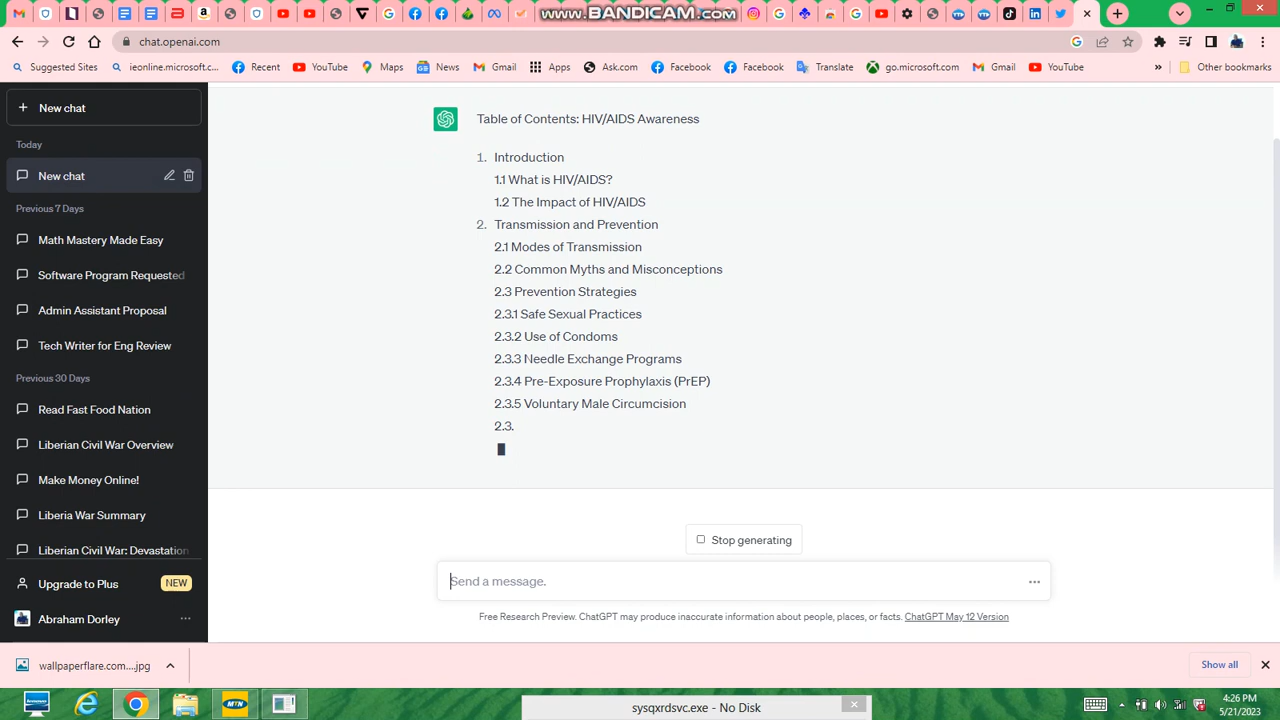 www.BANDICAM.com
chat.openai.com
Suggested Sites
ieonline.microsoft.c...
Recent
YouTube
Maps
News
Gmail
Apps
Ask.com
Facebook
Facebook
Translate
go.microsoft.com
Gmail
YouTube
»
Other bookmarks
+ New chat
Today
New chat
Previous 7 Days
Math Mastery Made Easy
Software Program Requested
Admin Assistant Proposal
Tech Writer for Eng Review
Previous 30 Days
Read Fast Food Nation
Liberian Civil War Overview
Make Money Online!
Liberia War Summary
Liberian Civil War: Devastation
Upgrade to Plus NEW
Abraham Dorley
Table of Contents: HIV/AIDS Awareness
1. Introduction
1.1 What is HIV/AIDS?
1.2 The Impact of HIV/AIDS
2. Transmission and Prevention
2.1 Modes of Transmission
2.2 Common Myths and Misconceptions
2.3 Prevention Strategies
2.3.1 Safe Sexual Practices
2.3.2 Use of Condoms
2.3.3 Needle Exchange Programs
2.3.4 Pre-Exposure Prophylaxis (PrEP)
2.3.5 Voluntary Male Circumcision
2.3.
Stop generating
Send a message.
Free Research Preview. ChatGPT may produce inaccurate information about people, places, or facts. ChatGPT May 12 Version
wallpaperflare.com....jpg
Show all
MTN
sysqxrdsvc.exe - No Disk
4:26 PM
5/21/2023